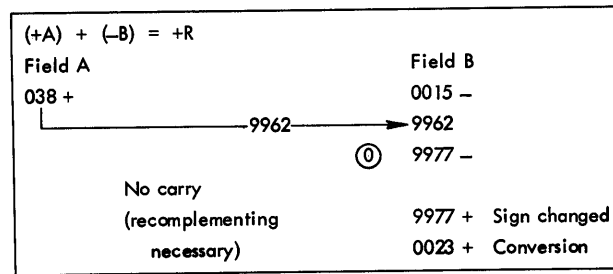 (+A) + (–B) = +R
Field A Field B
038 + 0015 –
9962 9962
0 9977 –
No carry
(recomplementing 9977 + Sign changed
necessary) 0023 + Conversion